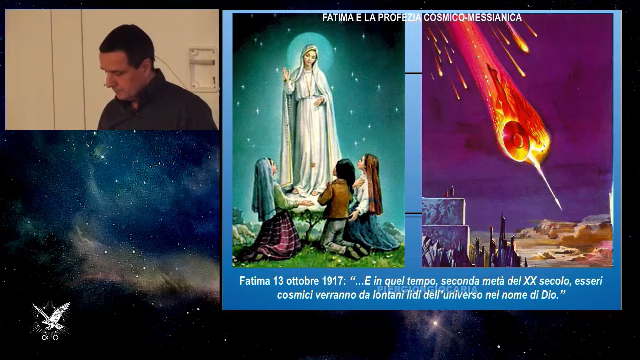 FATIMA E LA PROFEZIA COSMICO-MESSIANICA
Fatima 13 ottobre 1917: “...E in quel tempo, seconda metà del XX secolo, esseri
cosmici verranno da lontani lidi dell’universo nel nome di Dio.”